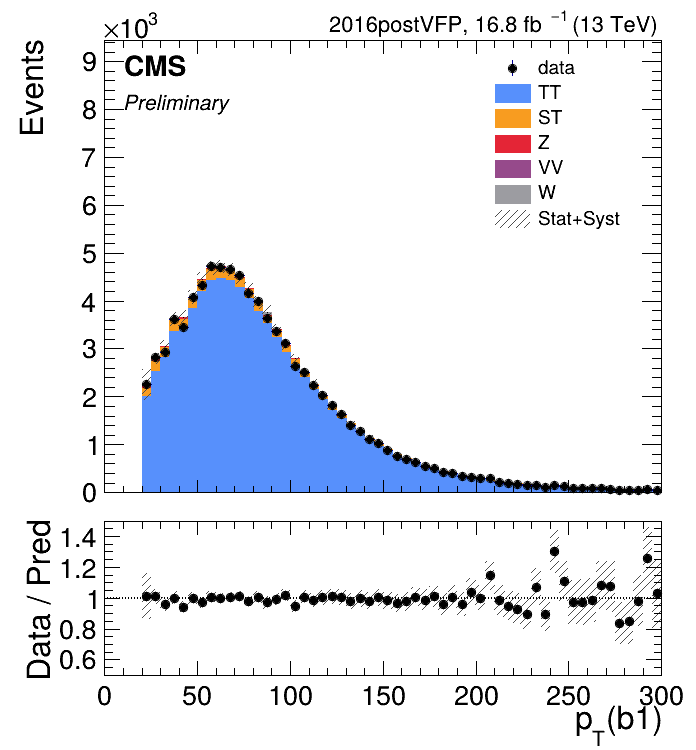 ×10³
2016postVFP, 16.8 fb ⁻¹ (13 TeV)
Events
CMS
Preliminary
data
TT
ST
Z
VV
W
Stat+Syst
9
8
7
6
5
4
3
2
1
0
Data / Pred
1.4
1.2
1
0.8
0.6
0 50 100 150 200 250 300
p_T(b1)